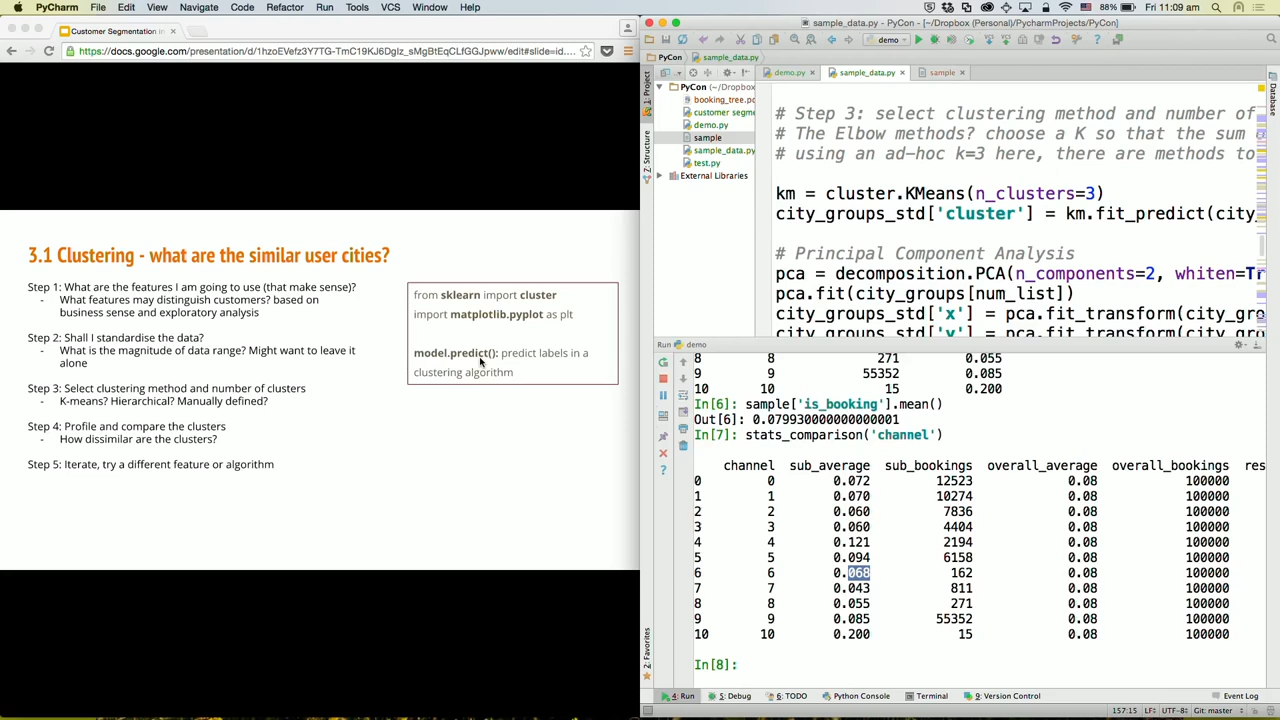 PyCharm File Edit View Navigate Code Refactor Run Tools VCS Window Help
88% Fri 11:09 am
Customer Segmentation in
https://docs.google.com/presentation/d/1hzoEVefz3Y7TG-TmC19KJ6Dglz_sMgBtEqCLfGGJpww/edit#slide=id....
3.1 Clustering - what are the similar user cities?
Step 1: What are the features I am going to use (that make sense)?
- What features may distinguish customers? based on
business sense and exploratory analysis
Step 2: Shall I standardise the data?
- What is the magnitude of data range? Might want to leave it
alone
Step 3: Select clustering method and number of clusters
- K-means? Hierarchical? Manually defined?
Step 4: Profile and compare the clusters
- How dissimilar are the clusters?
Step 5: Iterate, try a different feature or algorithm
from sklearn import cluster
import matplotlib.pyplot as plt
model.predict(): predict labels in a
clustering algorithm
sample_data.py - PyCon - [~/Dropbox (Personal)/PycharmProjects/PyCon]
demo
PyCon sample_data.py
demo.py sample_data.py sample
1: Project
7: Structure
2: Favorites
Database
PyCon (~/Dropbox
booking_tree.pd
customer segme
demo.py
sample
sample_data.py
test.py
External Libraries
# Step 3: select clustering method and number of
# The Elbow methods? choose a K so that the sum o
# using an ad-hoc k=3 here, there are methods to
km = cluster.KMeans(n_clusters=3)
city_groups_std['cluster'] = km.fit_predict(city_
# Principal Component Analysis
pca = decomposition.PCA(n_components=2, whiten=Tr
pca.fit(city_groups[num_list])
city_groups_std['x'] = pca.fit_transform(city_gro
city_groups_std['y'] = pca.fit_transform(city_gro
Run demo
8 8 271 0.055
9 9 55352 0.085
10 10 15 0.200
In[6]: sample['is_booking'].mean()
Out[6]: 0.079930000000000001
In[7]: stats_comparison('channel')
channel sub_average sub_bookings overall_average overall_bookings res
0 0 0.072 12523 0.08 100000
1 1 0.070 10274 0.08 100000
2 2 0.060 7836 0.08 100000
3 3 0.060 4404 0.08 100000
4 4 0.121 2194 0.08 100000
5 5 0.094 6158 0.08 100000
6 6 0.068 162 0.08 100000
7 7 0.043 811 0.08 100000
8 8 0.055 271 0.08 100000
9 9 0.085 55352 0.08 100000
10 10 0.200 15 0.08 100000
In[8]:
4: Run 5: Debug 6: TODO Python Console Terminal 9: Version Control Event Log
157:15 LF÷ UTF-8÷ Git: master